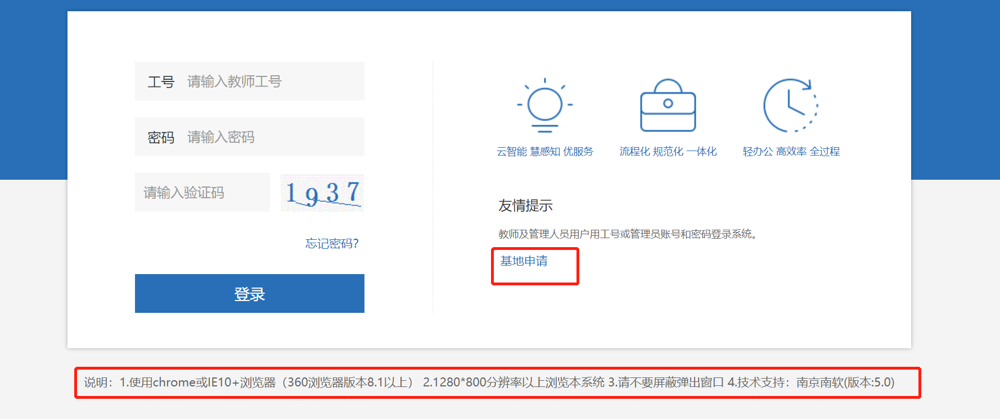 工号 请输入教师工号
密码 请输入密码
请输入验证码 1937
忘记密码?
登录
云智能 慧感知 优服务
流程化 规范化 一体化
轻办公 高效率 全过程
友情提示
教师及管理人员用户用工号或管理员账号和密码登录系统。
基地申请
说明：1.使用chrome或IE10+浏览器（360浏览器版本8.1以上） 2.1280*800分辨率以上浏览本系统 3.请不要屏蔽弹出窗口 4.技术支持：南京南软(版本:5.0)